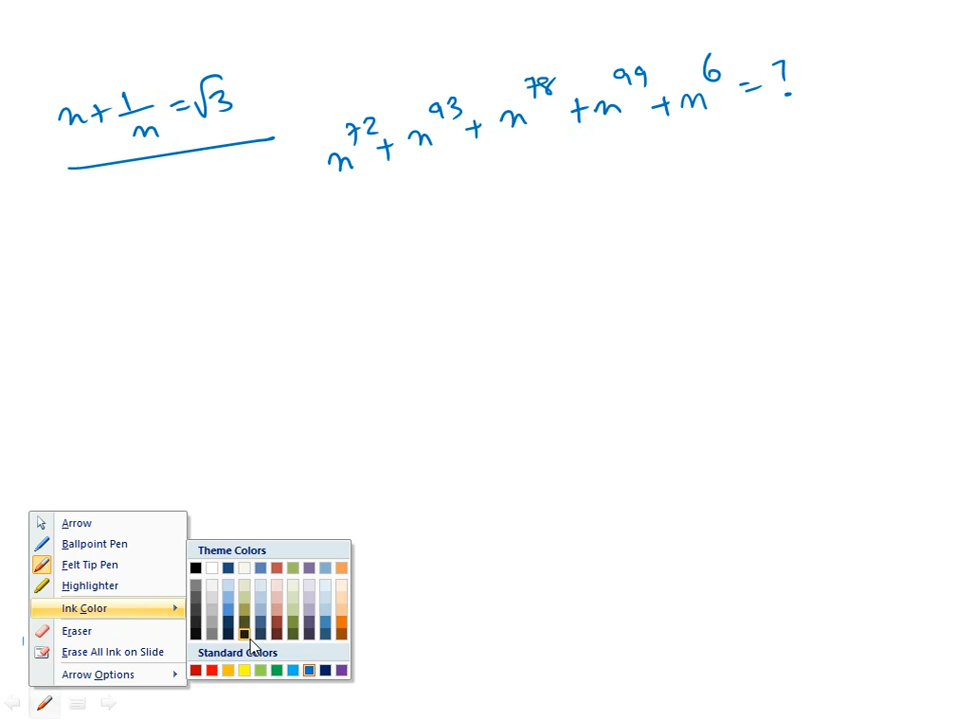 x + 1/x = √3
x^72 + x^93 + x^78 + x^99 + x^6 = ?
Arrow
Ballpoint Pen
Felt Tip Pen
Highlighter
Ink Color
Eraser
Erase All Ink on Slide
Arrow Options
Theme Colors
Standard Colors